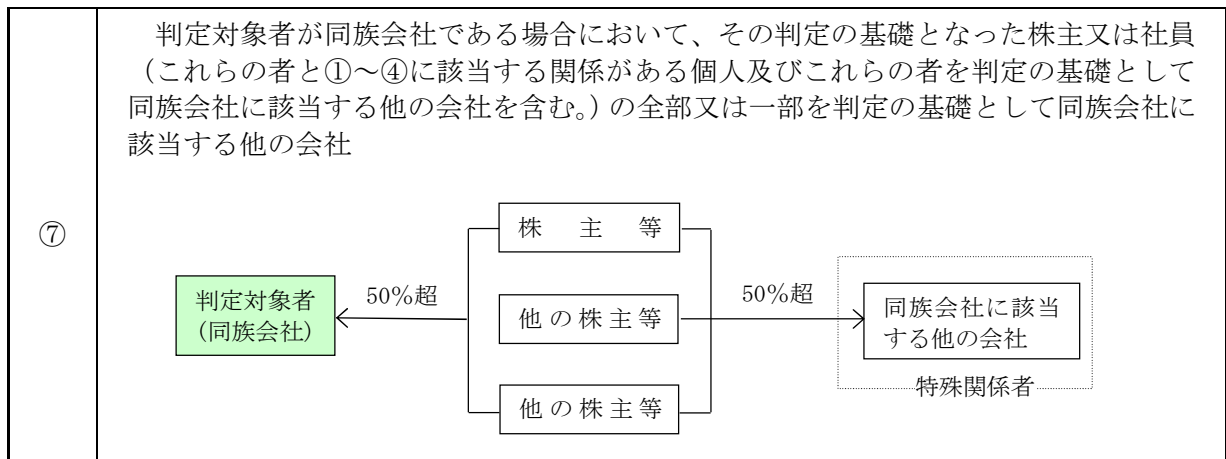 ⑦
判定対象者が同族会社である場合において、その判定の基礎となった株主又は社員
（これらの者と①～④に該当する関係がある個人及びこれらの者を判定の基礎として
同族会社に該当する他の会社を含む。）の全部又は一部を判定の基礎として同族会社に
該当する他の会社
株主等
判定対象者
（同族会社）
50％超
他の株主等
50％超
同族会社に該当
する他の会社
特殊関係者
他の株主等